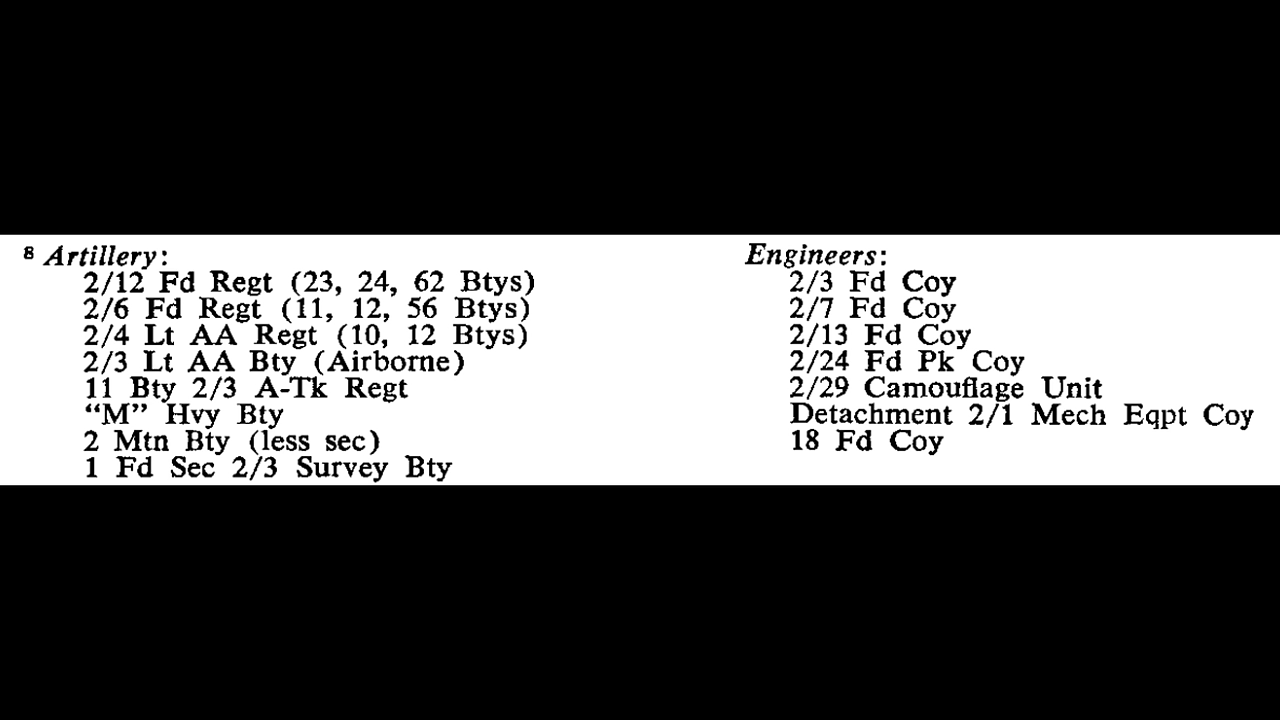 8 Artillery:
2/12 Fd Regt (23, 24, 62 Btys)
2/6 Fd Regt (11, 12, 56 Btys)
2/4 Lt AA Regt (10, 12 Btys)
2/3 Lt AA Bty (Airborne)
11 Bty 2/3 A-Tk Regt
“M” Hvy Bty
2 Mtn Bty (less sec)
1 Fd Sec 2/3 Survey Bty
Engineers:
2/3 Fd Coy
2/7 Fd Coy
2/13 Fd Coy
2/24 Fd Pk Coy
2/29 Camouflage Unit
Detachment 2/1 Mech Eqpt Coy
18 Fd Coy